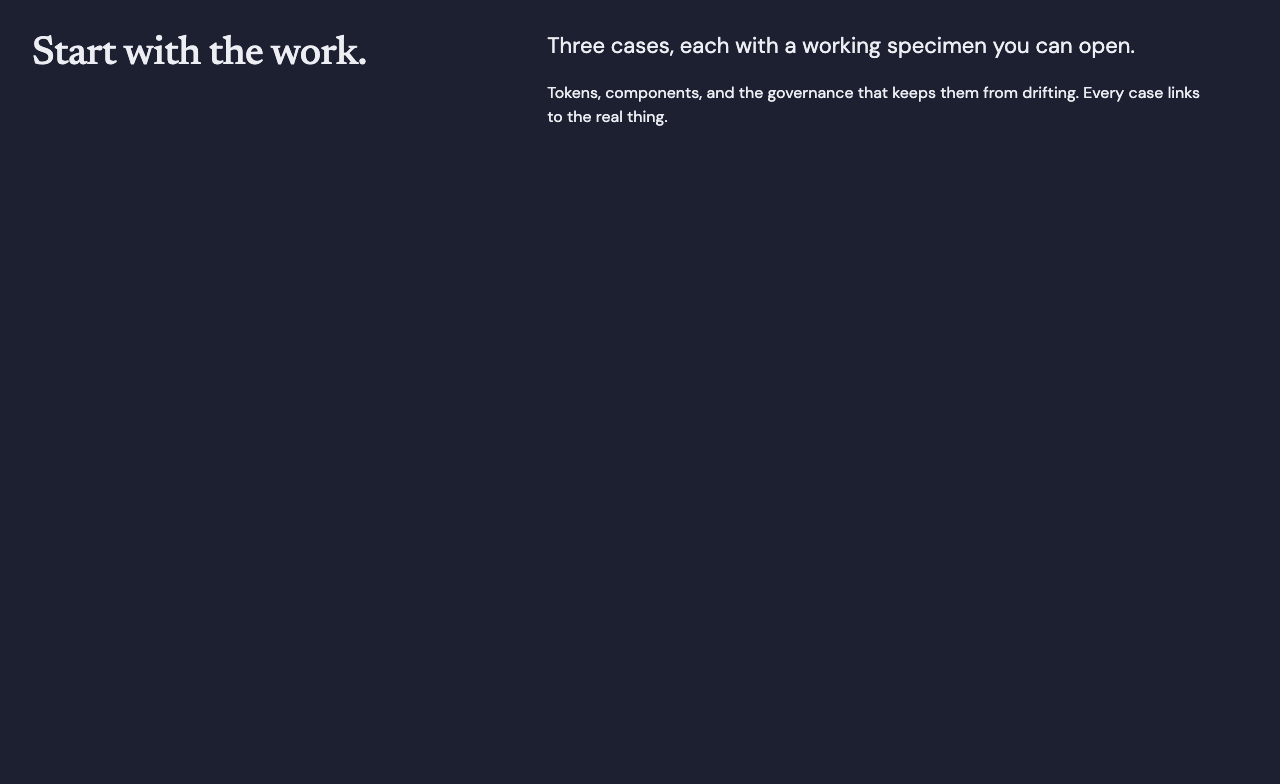 Start with the work.
Three cases, each with a working specimen you can open.
Tokens, components, and the governance that keeps them from drifting. Every case links
to the real thing.